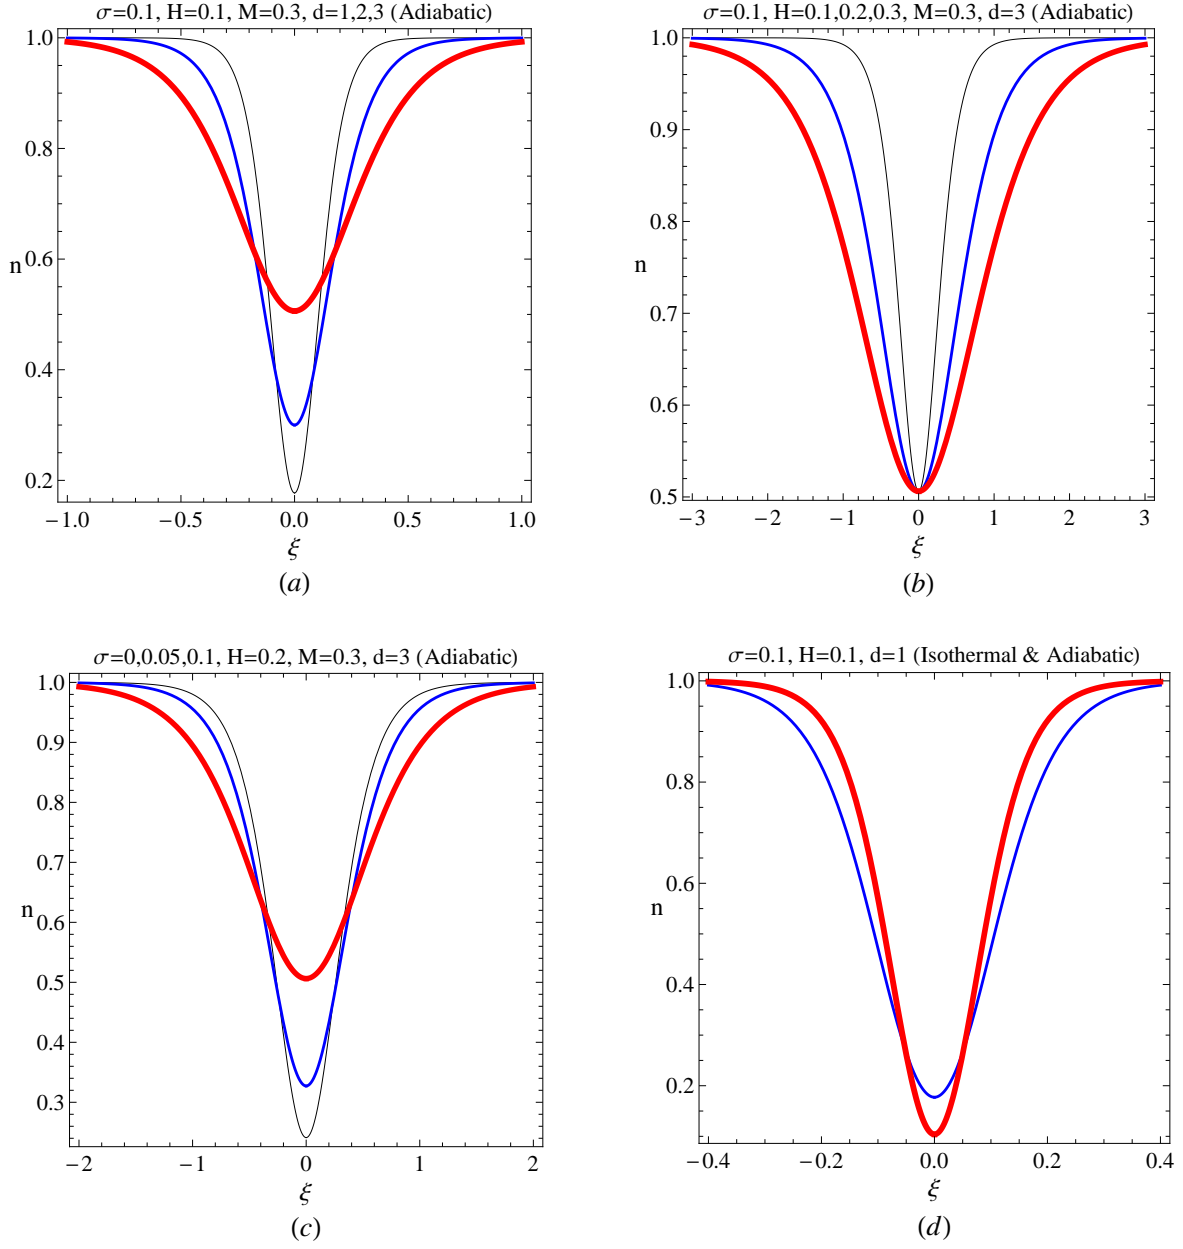 σ=0.1, H=0.1, M=0.3, d=1,2,3 (Adiabatic)
1.0
0.8
0.6
0.4
0.2
n
−1.0 −0.5 0.0 0.5 1.0
ξ
(a)
σ=0.1, H=0.1,0.2,0.3, M=0.3, d=3 (Adiabatic)
1.0
0.9
0.8
0.7
0.6
0.5
n
−3 −2 −1 0 1 2 3
ξ
(b)
σ=0,0.05,0.1, H=0.2, M=0.3, d=3 (Adiabatic)
1.0
0.9
0.8
0.7
0.6
0.5
0.4
0.3
n
−2 −1 0 1 2
ξ
(c)
σ=0.1, H=0.1, d=1 (Isothermal & Adiabatic)
1.0
0.8
0.6
0.4
0.2
n
−0.4 −0.2 0.0 0.2 0.4
ξ
(d)